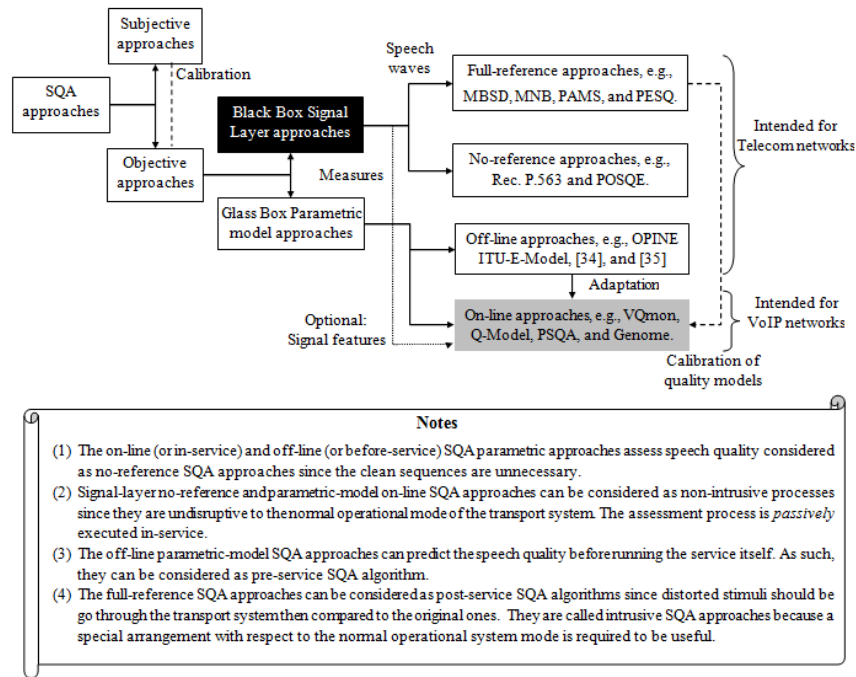 Subjective
approaches
Calibration
SQA
approaches
Objective
approaches
Black Box Signal
Layer approaches
Measures
Glass Box Parametric
model approaches
Speech
waves
Full-reference approaches, e.g.,
MBSD, MNB, PAMS, and PESQ.
No-reference approaches, e.g.,
Rec. P.563 and POSQE.
Off-line approaches, e.g., OPINE
ITU-E-Model, [34], and [35]
Adaptation
On-line approaches, e.g., VQmon,
Q-Model, PSQA, and Genome.
Optional:
Signal features
Intended for
Telecom networks
Intended for
VoIP networks
Calibration of
quality models
Notes
(1) The on-line (or in-service) and off-line (or before-service) SQA parametric approaches assess speech quality considered
as no-reference SQA approaches since the clean sequences are unnecessary.
(2) Signal-layer no-reference and parametric-model on-line SQA approaches can be considered as non-intrusive processes
since they are undisruptive to the normal operational mode of the transport system. The assessment process is passively
executed in-service.
(3) The off-line parametric-model SQA approaches can predict the speech quality before running the service itself. As such,
they can be considered as pre-service SQA algorithm.
(4) The full-reference SQA approaches can be considered as post-service SQA algorithms since distorted stimuli should be
go through the transport system then compared to the original ones. They are called intrusive SQA approaches because a
special arrangement with respect to the normal operational system mode is required to be useful.